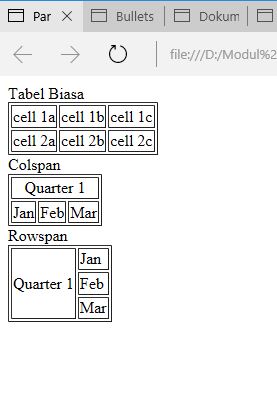 Par
Bullets
Dokum
file:///D:/Modul%2
Tabel Biasa
cell 1a cell 1b cell 1c
cell 2a cell 2b cell 2c
Colspan
Quarter 1
Jan Feb Mar
Rowspan
Quarter 1
Jan
Feb
Mar